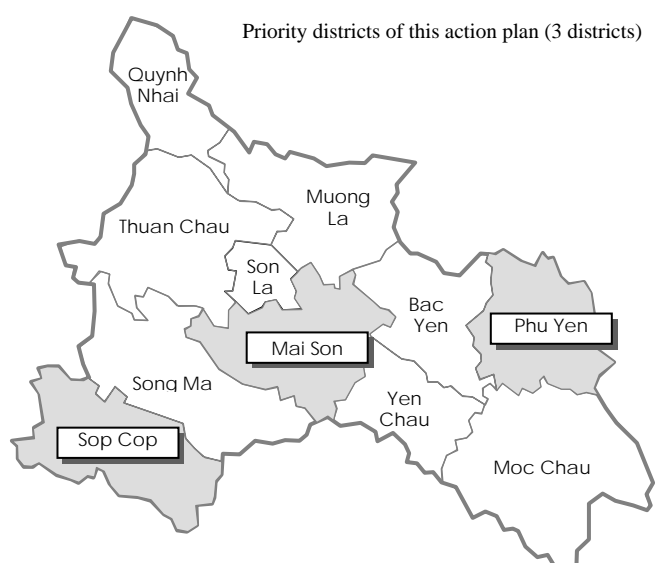 Priority districts of this action plan (3 districts)
Quynh
Nhai
Muong
La
Thuan Chau
Son
La
Bac
Yen
Phu Yen
Mai Son
Song Ma
Yen
Chau
Sop Cop
Moc Chau